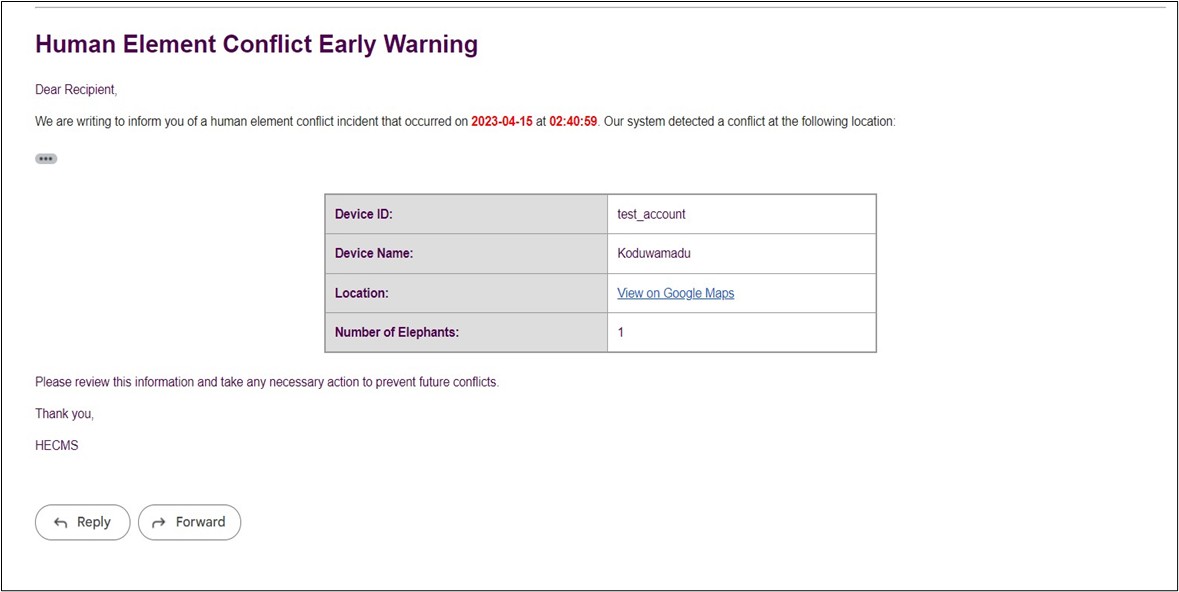 Human Element Conflict Early Warning
Dear Recipient,
We are writing to inform you of a human element conflict incident that occurred on 2023-04-15 at 02:40:59. Our system detected a conflict at the following location:
Device ID: test_account
Device Name: Koduwamadu
Location: View on Google Maps
Number of Elephants: 1
Please review this information and take any necessary action to prevent future conflicts.
Thank you,
HECMS
Reply Forward